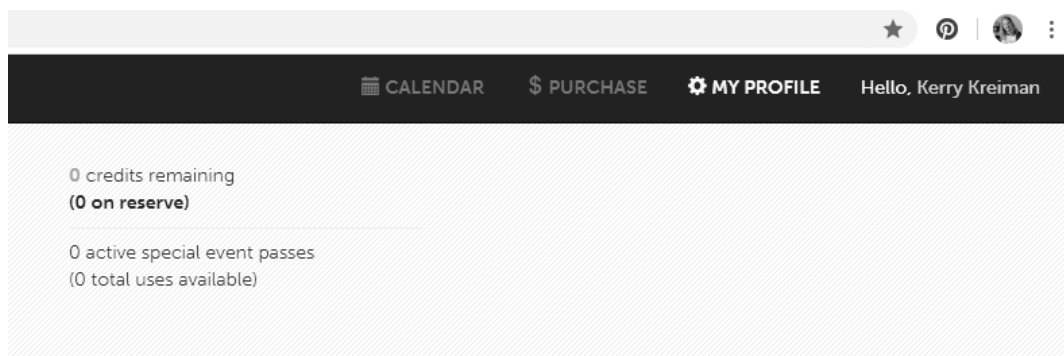 CALENDAR $ PURCHASE MY PROFILE Hello, Kerry Kreiman
0 credits remaining
(0 on reserve)
0 active special event passes
(0 total uses available)